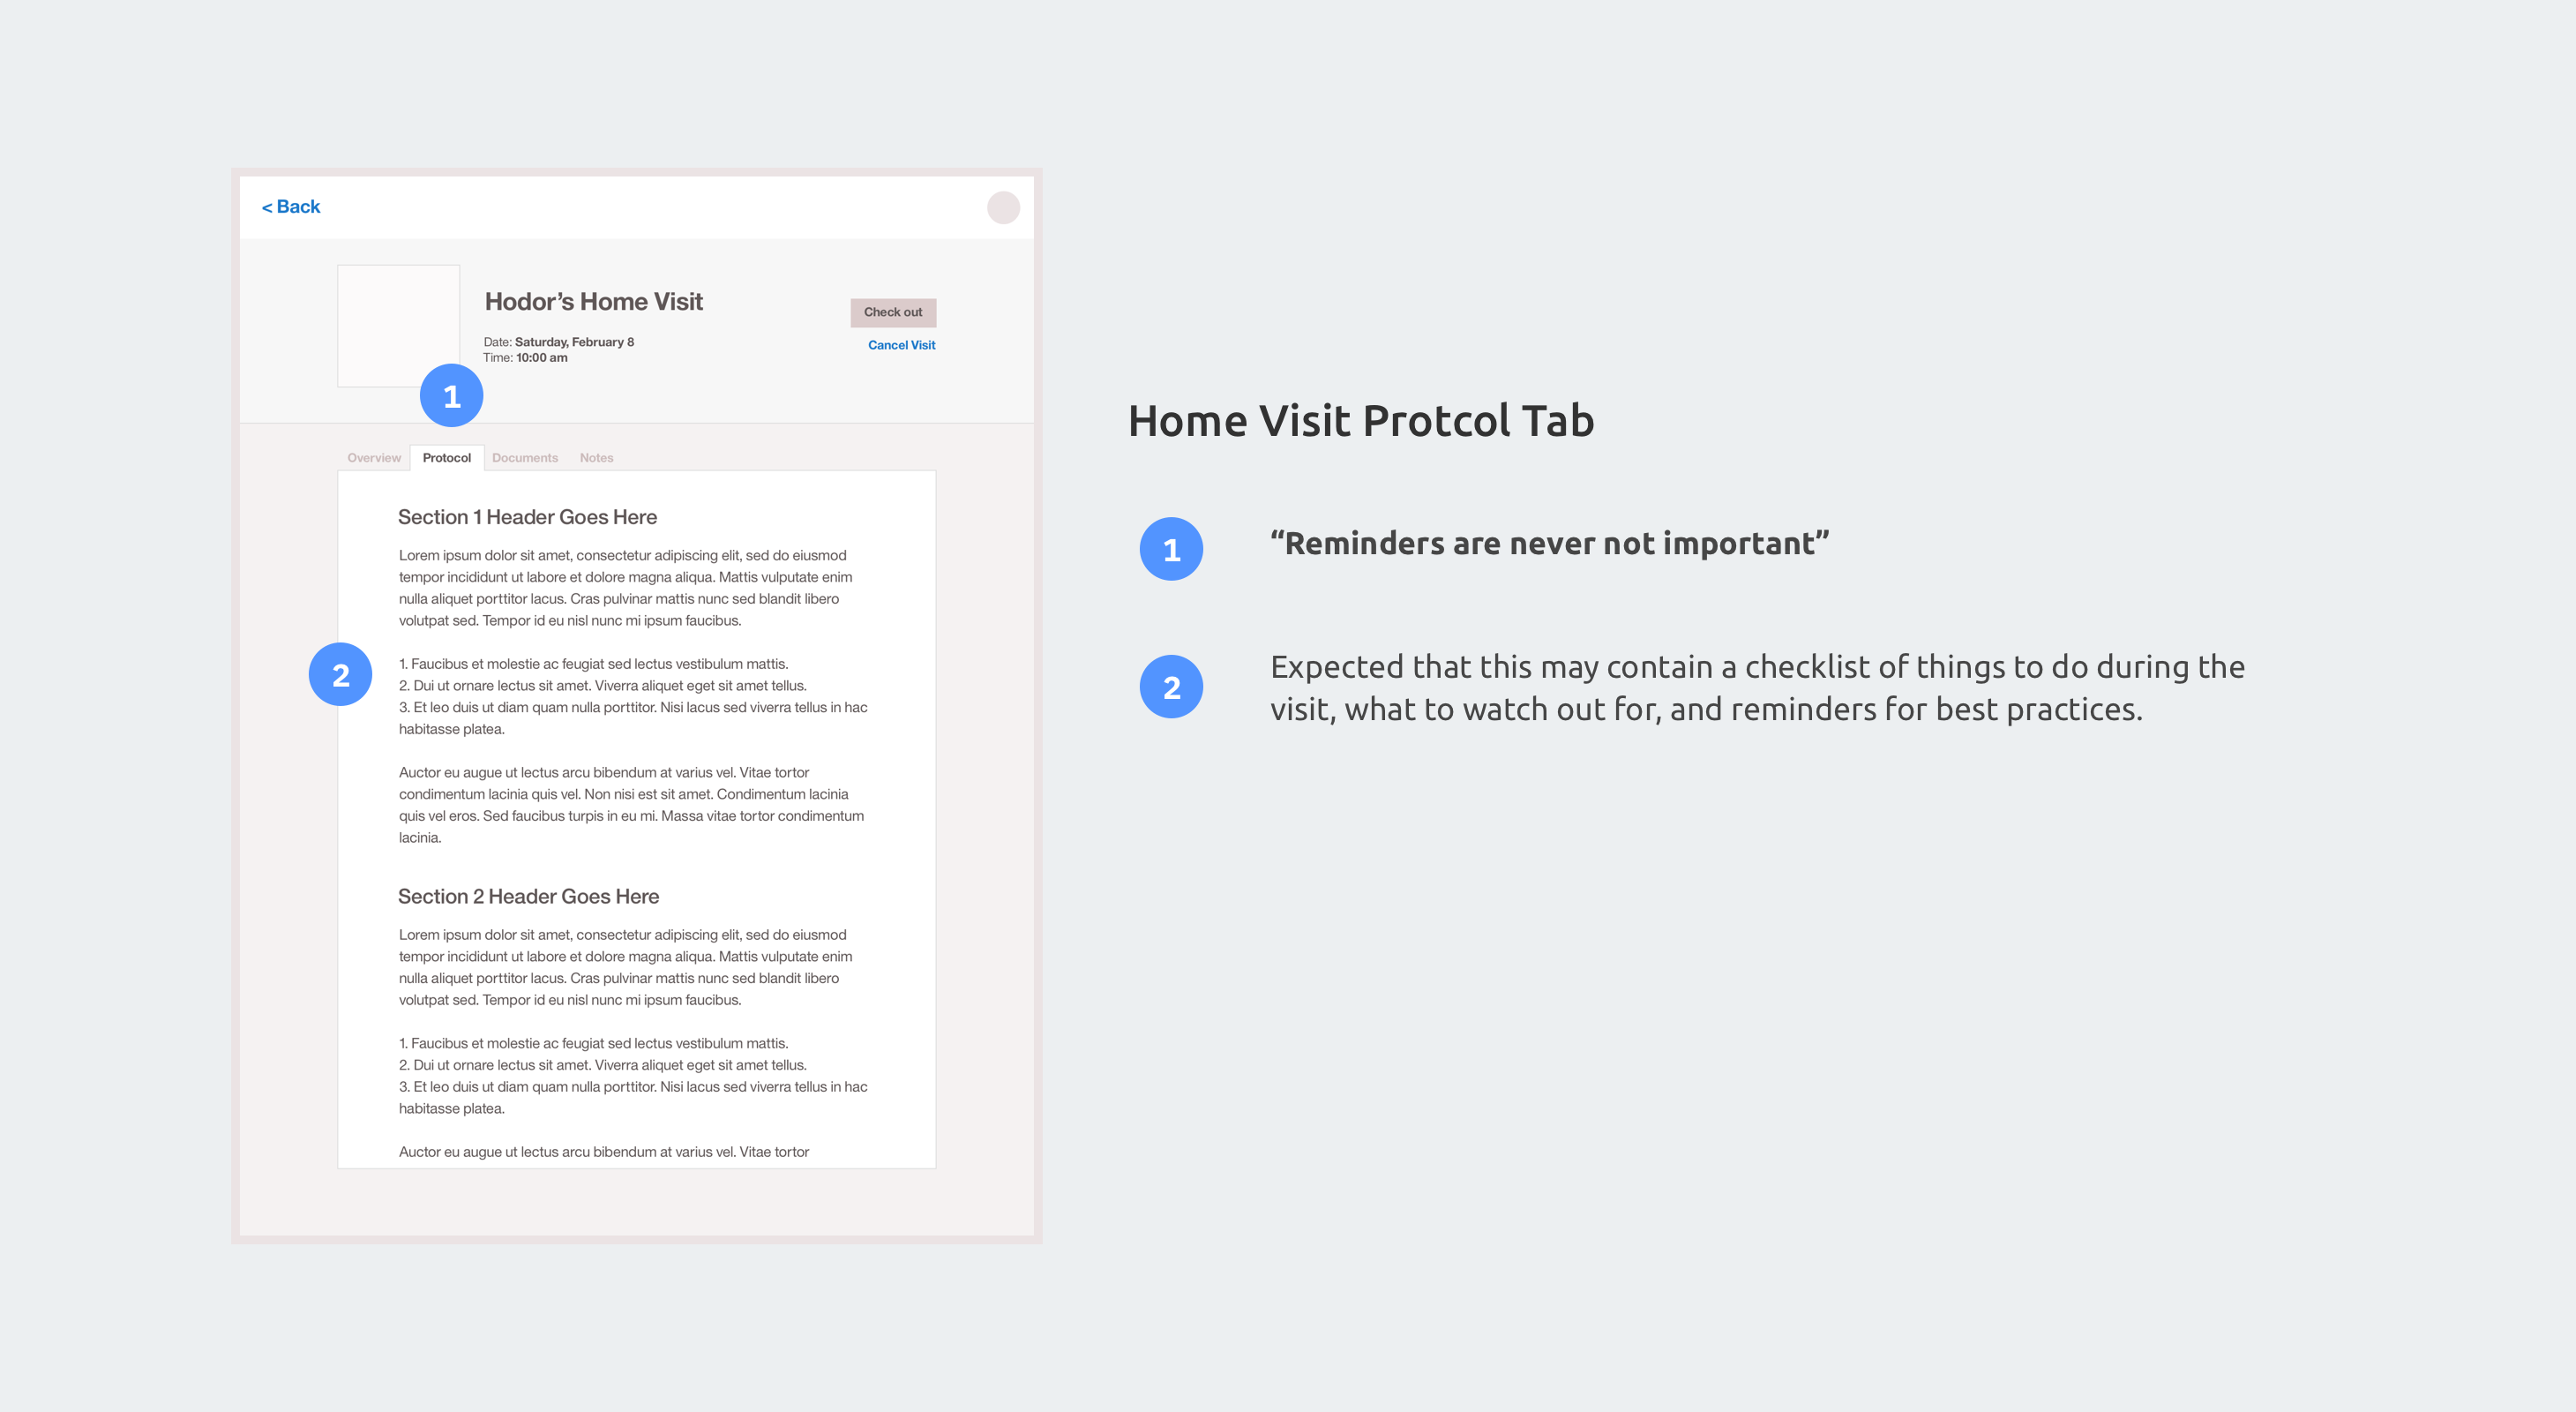 < Back
Hodor’s Home Visit
Date: Saturday, February 8
Time: 10:00 am
Check out
Cancel Visit
1
Overview Protocol Documents Notes
Section 1 Header Goes Here
Lorem ipsum dolor sit amet, consectetur adipiscing elit, sed do eiusmod
tempor incididunt ut labore et dolore magna aliqua. Mattis vulputate enim
nulla aliquet porttitor lacus. Cras pulvinar mattis nunc sed blandit libero
volutpat sed. Tempor id eu nisl nunc mi ipsum faucibus.
2
1. Faucibus et molestie ac feugiat sed lectus vestibulum mattis.
2. Dui ut ornare lectus sit amet. Viverra aliquet eget sit amet tellus.
3. Et leo duis ut diam quam nulla porttitor. Nisi lacus sed viverra tellus in hac
habitasse platea.
Auctor eu augue ut lectus arcu bibendum at varius vel. Vitae tortor
condimentum lacinia quis vel. Non nisi est sit amet. Condimentum lacinia
quis vel eros. Sed faucibus turpis in eu mi. Massa vitae tortor condimentum
lacinia.
Section 2 Header Goes Here
Lorem ipsum dolor sit amet, consectetur adipiscing elit, sed do eiusmod
tempor incididunt ut labore et dolore magna aliqua. Mattis vulputate enim
nulla aliquet porttitor lacus. Cras pulvinar mattis nunc sed blandit libero
volutpat sed. Tempor id eu nisl nunc mi ipsum faucibus.
1. Faucibus et molestie ac feugiat sed lectus vestibulum mattis.
2. Dui ut ornare lectus sit amet. Viverra aliquet eget sit amet tellus.
3. Et leo duis ut diam quam nulla porttitor. Nisi lacus sed viverra tellus in hac
habitasse platea.
Auctor eu augue ut lectus arcu bibendum at varius vel. Vitae tortor
Home Visit Protcol Tab
1 “Reminders are never not important”
2 Expected that this may contain a checklist of things to do during the
visit, what to watch out for, and reminders for best practices.